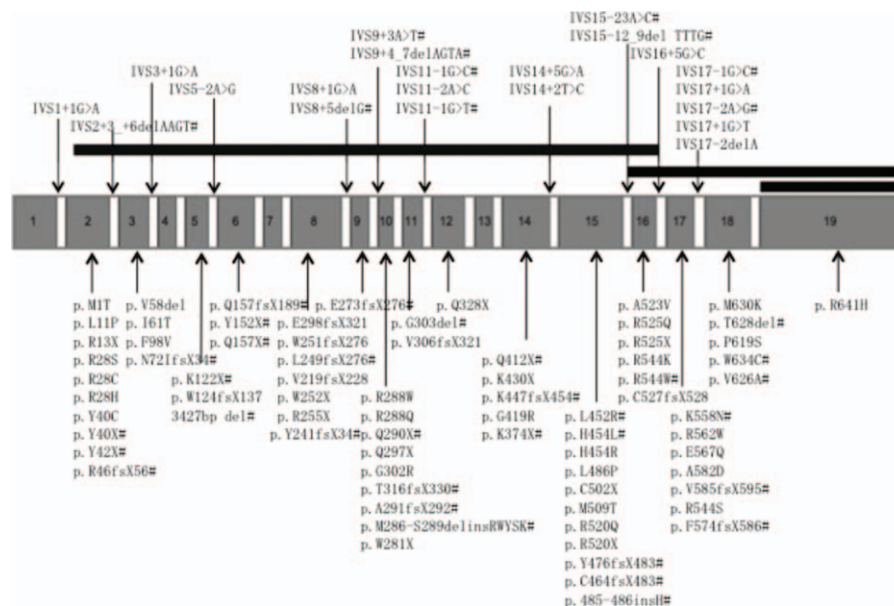 IVS15-23A>C#
IVS15-12_9del TTTG#
IVS9+3A>T#
IVS9+4_7delAGTA#
IVS16+5G>C
IVS3+1G>A
IVS11-1G>C#
IVS14+5G>A
IVS17-1G>C#
IVS5-2A>G
IVS8+1G>A
IVS11-2A>C
IVS14+2T>C
IVS17+1G>A
IVS1+1G>A
IVS8+5delG#
IVS11-1G>T#
IVS17-2A>G#
IVS2+3_+6delAAGT#
IVS17+1G>T
IVS17-2delA
1 2 3 4 5 6 7 8 9 10 11 12 13 14 15 16 17 18 19
p.M1T
p.L11P
p.R13X
p.R28S
p.R28C
p.R28H
p.Y40C
p.Y40X#
p.Y42X#
p.R46fsX56#
p.V58del
p.I61T
p.F98V
p.N72IfsX34#
p.K122X#
p.W124fsX137
3427bp del#
p.Q157fsX189#
p.Y152X#
p.Q157X#
p.E298fsX321
p.W251fsX276
p.L249fsX276#
p.V219fsX228
p.W252X
p.R255X
p.Y241fsX34#
p.E273fsX276#
p.R288W
p.R288Q
p.Q290X#
p.Q297X
p.G302R
p.T316fsX330#
p.A291fsX292#
p.M286-S289delinsRWYSK#
p.W281X
p.G303del#
p.V306fsX321
p.Q328X
p.Q412X#
p.K430X
p.K447fsX454#
p.G419R
p.K374X#
p.L452R#
p.H454L#
p.H454R
p.L486P
p.C502X
p.M509T
p.R520Q
p.R520X
p.Y476fsX483#
p.C464fsX483#
p.485-486insH#
p.A523V
p.R525Q
p.R525X
p.R544K
p.R544W#
p.C527fsX528
p.K558N#
p.R562W
p.E567Q
p.A582D
p.V585fsX595#
p.R544S
p.F574fsX586#
p.M630K
p.T628del#
p.P619S
p.W634C#
p.V626A#
p.R641H